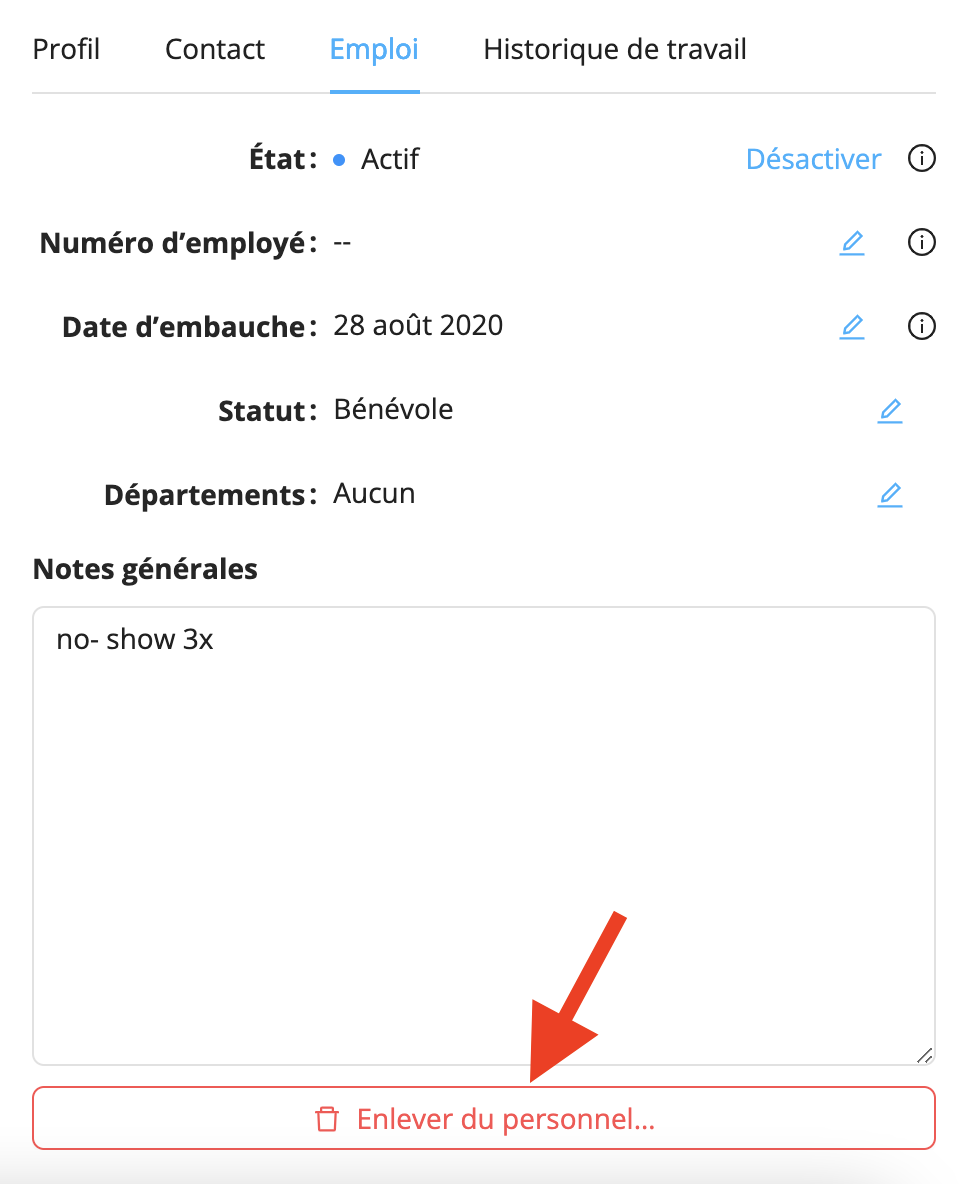 Profil Contact Emploi Historique de travail
État : Actif Désactiver
Numéro d’employé : --
Date d’embauche : 28 août 2020
Statut : Bénévole
Départements : Aucun
Notes générales
no- show 3x
Enlever du personnel...